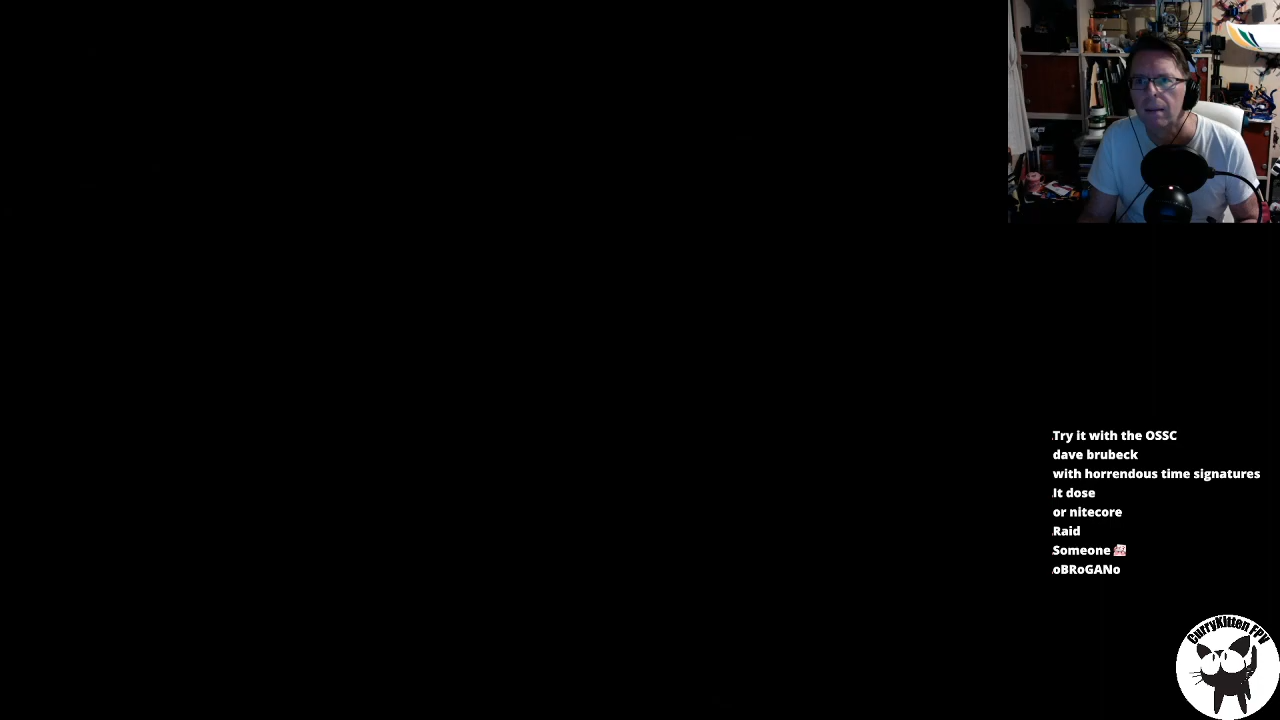 .Try it with the OSSC
dave brubeck
with horrendous time signatures
.It dose
or nitecore
.Raid
.Someone
.oBRoGANo
CurryKitten FPV